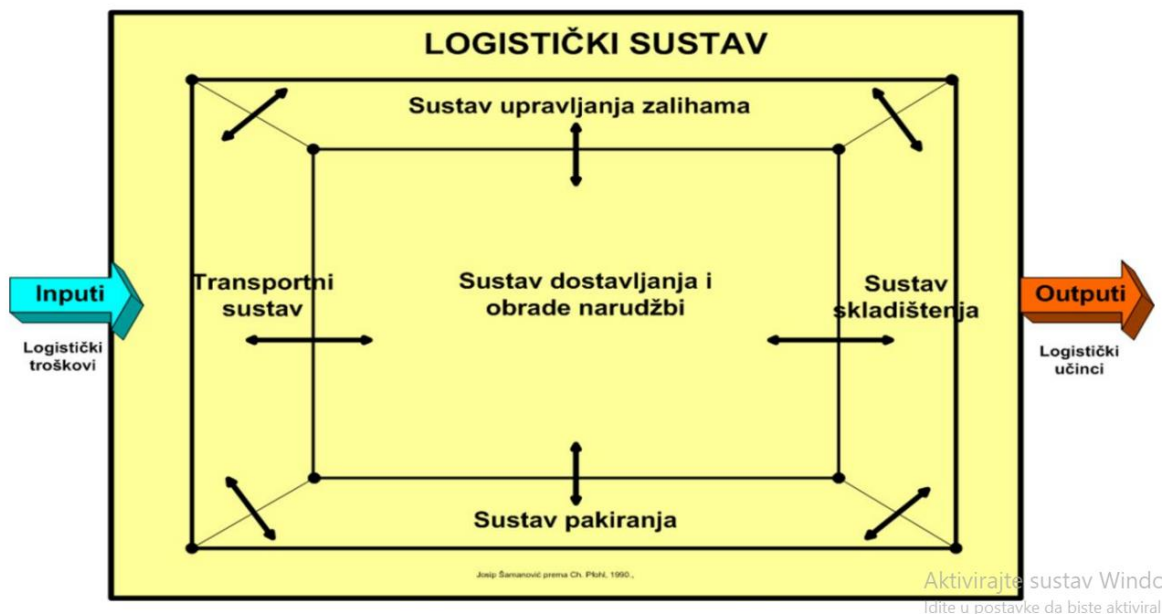 LOGISTIČKI SUSTAV
Sustav upravljanja zalihama
Transportni
sustav
Sustav dostavljanja i
obrade narudžbi
Sustav
skladištenja
Inputi
Logistički
troškovi
Outputi
Logistički
učinci
Sustav pakiranja
Josip Šamanović prema Ch. Pfohl, 1990.,
Aktivirajte sustav Windo
Idite u postavke da biste aktiviral